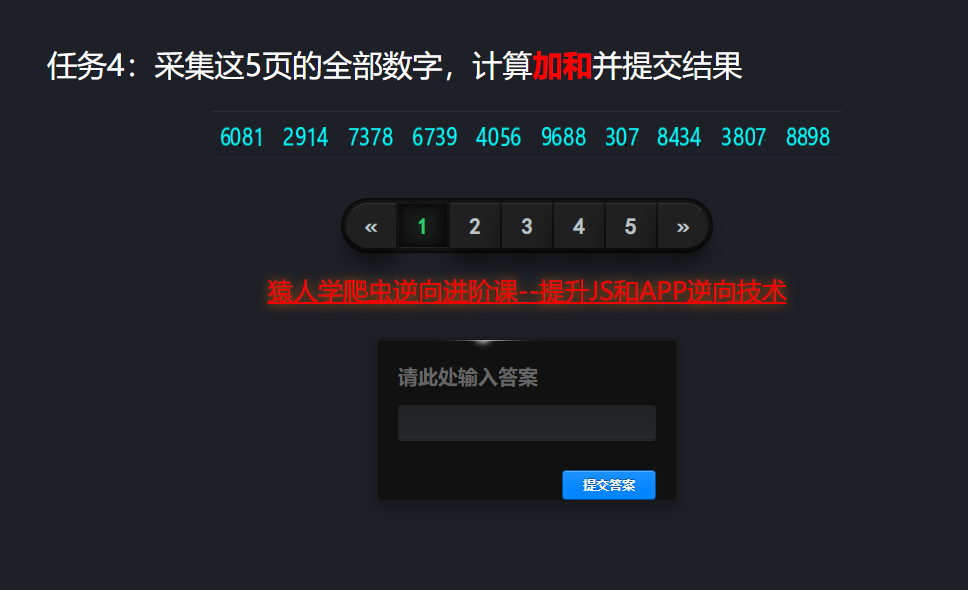 任务4：采集这5页的全部数字，计算加和并提交结果
6081 2914 7378 6739 4056 9688 307 8434 3807 8898
« 1 2 3 4 5 »
猿人学爬虫逆向进阶课--提升JS和APP逆向技术
请此处输入答案
提交答案